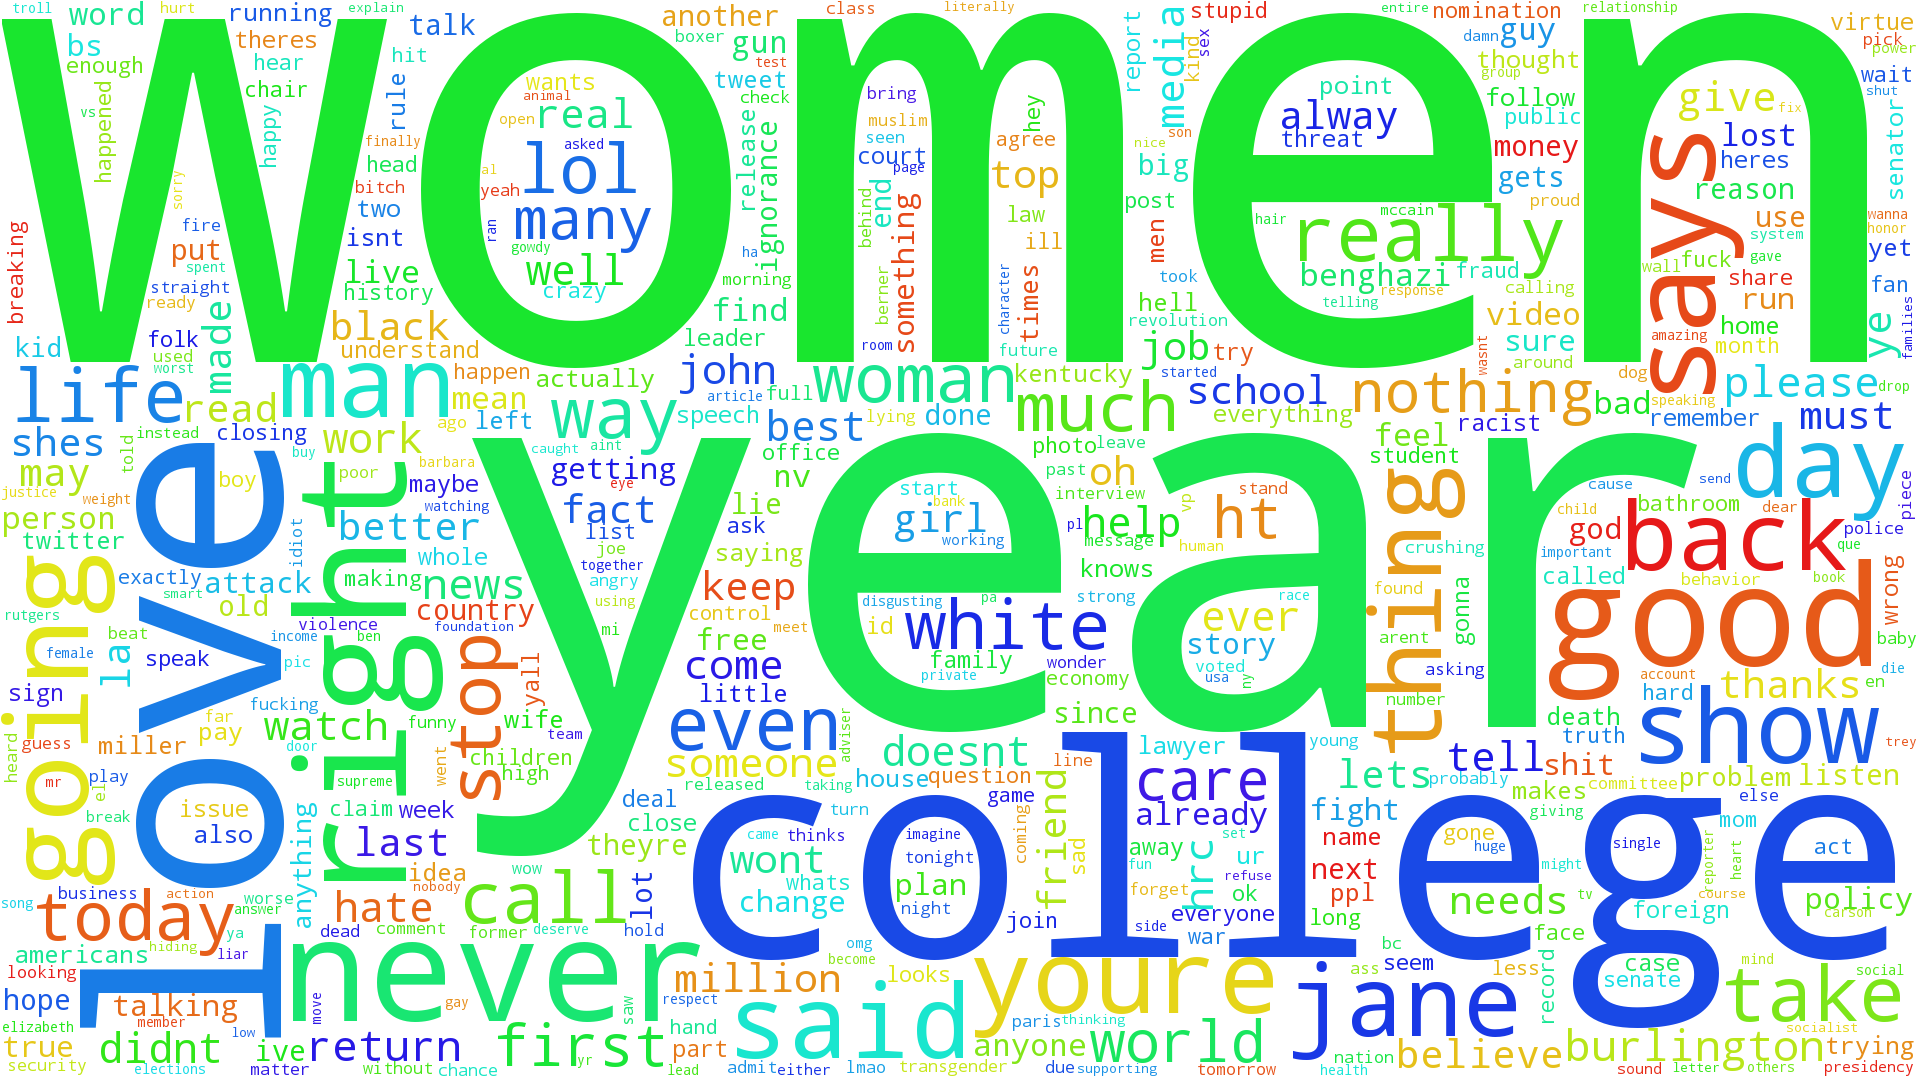 women
year
college
love
right
good
never
life
man
way
woman
much
nothing
says
please
day
back
show
thing
going
today
said
youre
jane
take
first
return
world
believe
burlington
anyone
million
call
stop
even
someone
white
come
keep
fact
getting
news
better
work
read
shes
may
person
twitter
troll
hurt
explain
word
running
theres
bs
enough
hear
chair
happened
vs
happy
rule
hit
talk
another
boxer
gun
test
tweet
class
literally
stupid
report
media
kind
sex
entire
nomination
damn
guy
group
thought
relationship
virtue
pick
power
wait
shut
senator
follow
public
point
alway
threat
give
fix
lost
heres
reason
money
gets
proud
use
system
wanna
honor
yet
fan
ye
families
wants
animal
open
real
lol
asked
al
yeah
many
ran
gowdy
well
crazy
finally
head
bitch
two
isnt
live
history
sorry
fire
put
spent
straight
ready
breaking
kid
folk
used
worst
made
black
understand
release
check
ignorance
ha
morning
find
leader
bring
muslim
seen
court
page
end
behind
something
berner
room
hey
agree
top
law
ill
times
character
future
big
post
son
nice
men
took
hell
revolution
job
try
started
hair
mccain
really
benghazi
fraud
telling
response
calling
video
sure
wasnt
around
wall
fuck
gave
share
run
amazing
home
month
dog
speaking
drop
bad
remember
must
happen
mean
actually
john
article
full
speech
best
lying
done
kentucky
school
everything
racist
told
instead
closing
ago
left
caught
aint
office
nv
photo
leave
oh
past
interview
feel
student
justice
weight
boy
buy
poor
barbara
maybe
watching
eye
list
lie
ask
saying
start
bank
girl
working
pl
help
message
vp
ht
stand
human
knows
cause
send
bathroom
child
dear
god
piece
police
que
important
crushing
called
behavior
book
wrong
exactly
idiot
smart
attack
old
whole
making
joe
together
angry
using
country
foundation
control
meet
disgusting
id
pa
strong
ever
race
found
arent
gonna
rutgers
beat
la
female
speak
violence
income
pic
ben
mi
yall
free
little
family
private
wonder
economy
story
voted
usa
ny
asking
number
baby
die
account
hard
thanks
en
sign
far
pay
fucking
watch
funny
wife
team
heard
guess
miller
door
mr
play
el
break
supreme
went
children
high
since
doesnt
adviser
lawyer
line
young
death
truth
trey
tell
shit
lets
probably
committee
problem
listen
released
taking
house
question
care
already
game
issue
also
claim
week
deal
close
turn
last
theyre
came
thinks
imagine
coming
friend
sad
set
fight
makes
giving
name
gone
huge
else
mom
act
single
might
anything
idea
nobody
wow
lot
wont
whats
change
tonight
plan
night
away
fun
ur
hrc
refuse
forget
ok
next
ppl
needs
tv
reporter
heart
course
policy
carson
foreign
song
business
action
worse
answer
ya
hate
dead
comment
former
deserve
hold
join
everyone
side
long
war
bc
face
americans
hiding
liar
looking
omg
become
looks
ass
seem
less
record
case
senate
mind
social
hope
talking
member
low
move
gay
saw
respect
hand
paris
thinking
elizabeth
true
didnt
ive
matter
without
chance
yr
lead
part
admit
either
lmao
transgender
due
supporting
tomorrow
nation
health
socialist
trying
sound
letter
others
presidency
security
elections